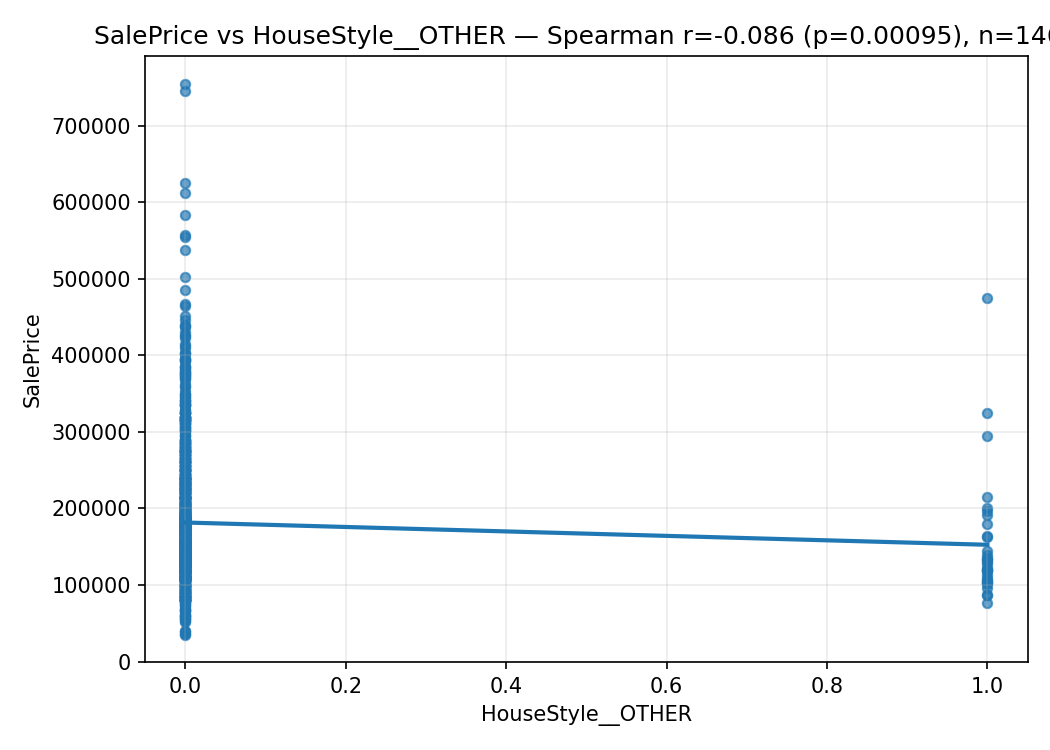 SalePrice vs HouseStyle__OTHER — Spearman r=-0.086 (p=0.00095), n=14
700000
600000
500000
400000
300000
200000
100000
0
SalePrice
0.0 0.2 0.4 0.6 0.8 1.0
HouseStyle__OTHER